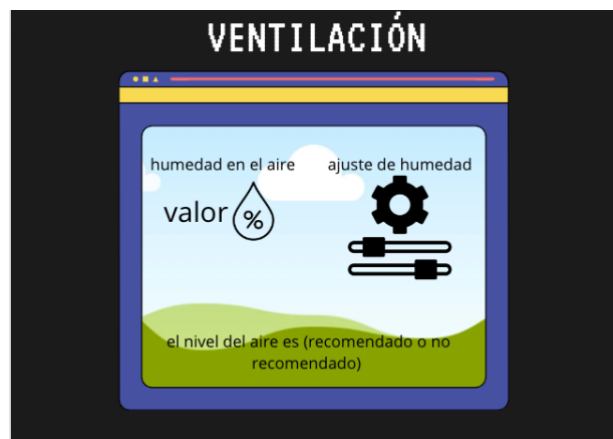 VENTILACIÓN
humedad en el aire
ajuste de humedad
valor %
el nivel del aire es (recomendado o no
recomendado)